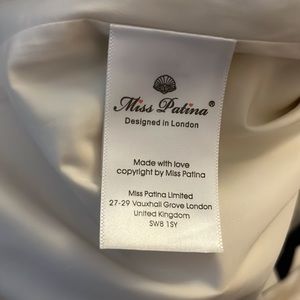 Miss Patina®
Designed in London
Made with love
copyright by Miss Patina
Miss Patina Limited
27-29 Vauxhall Grove London
United Kingdom
SW8 1SY